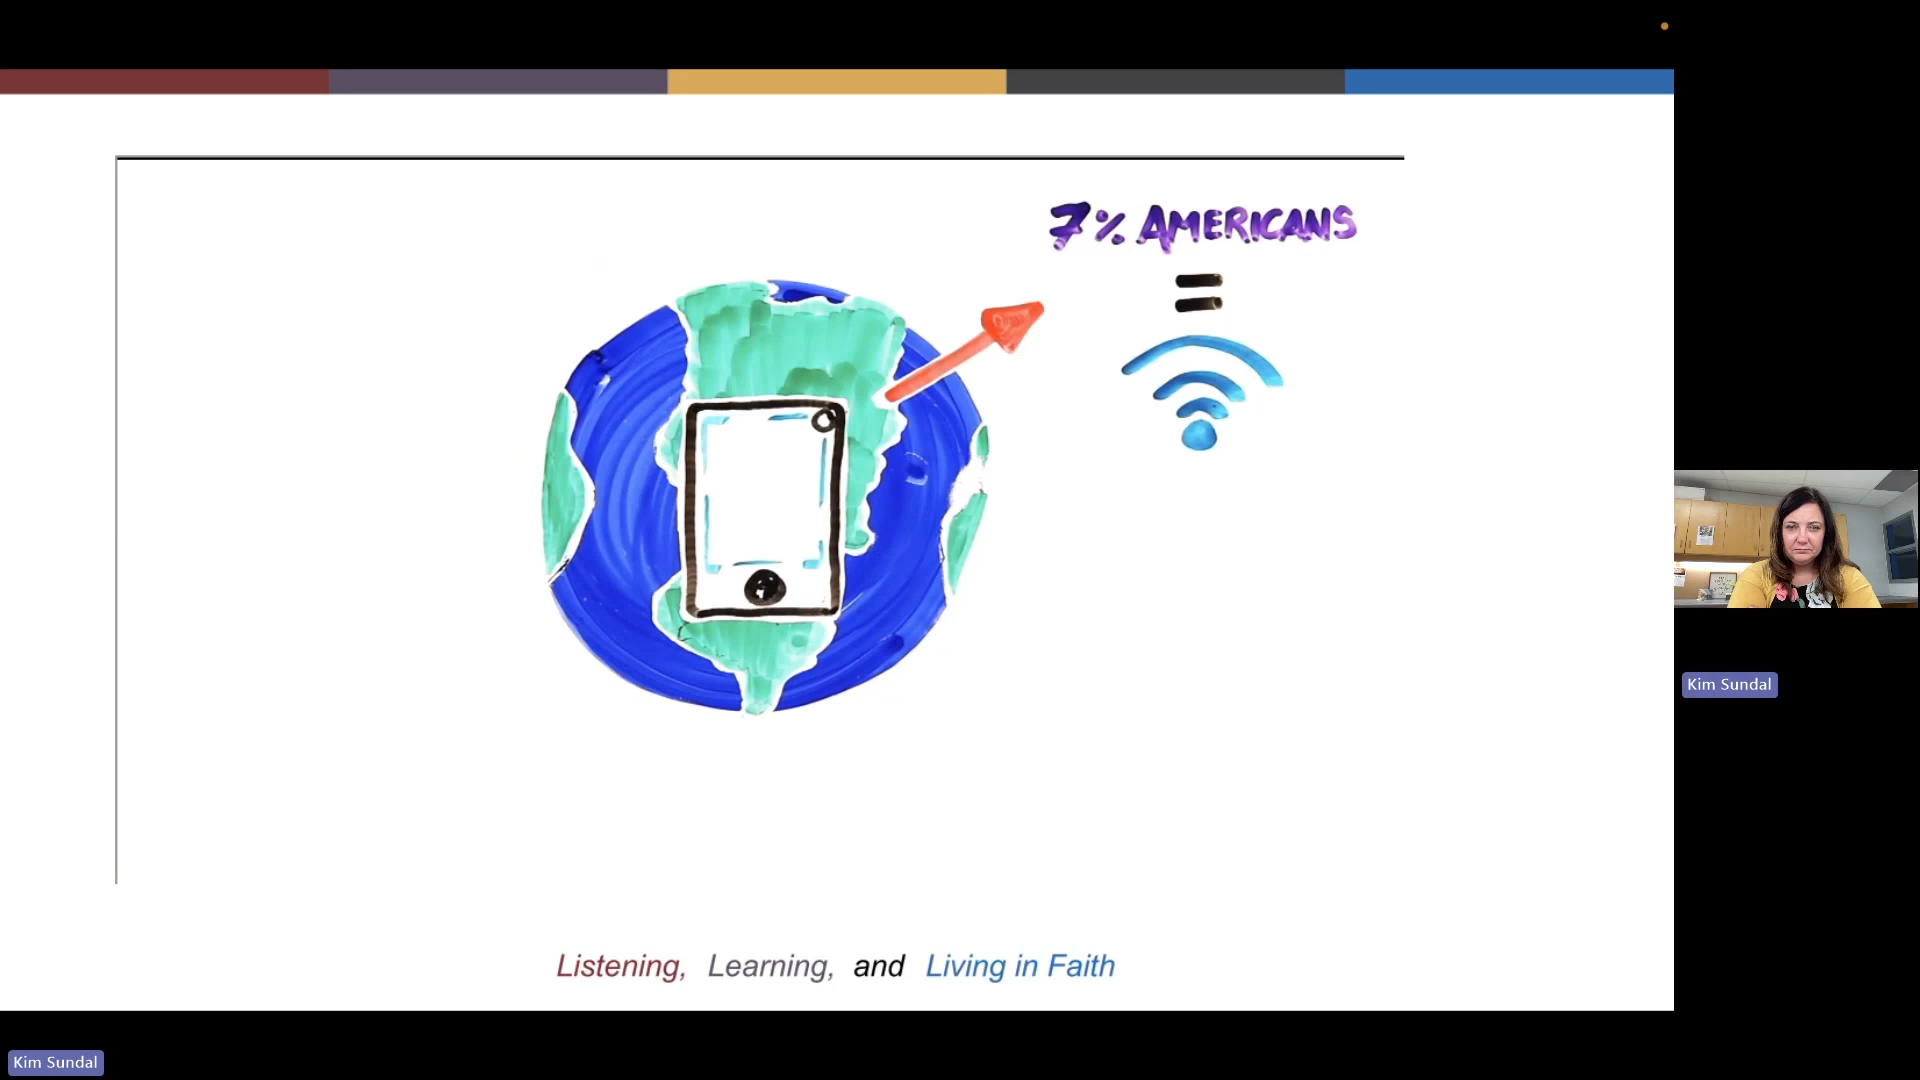 7% AMERICANS
=
Kim Sundal
Listening, Learning, and Living in Faith
Kim Sundal